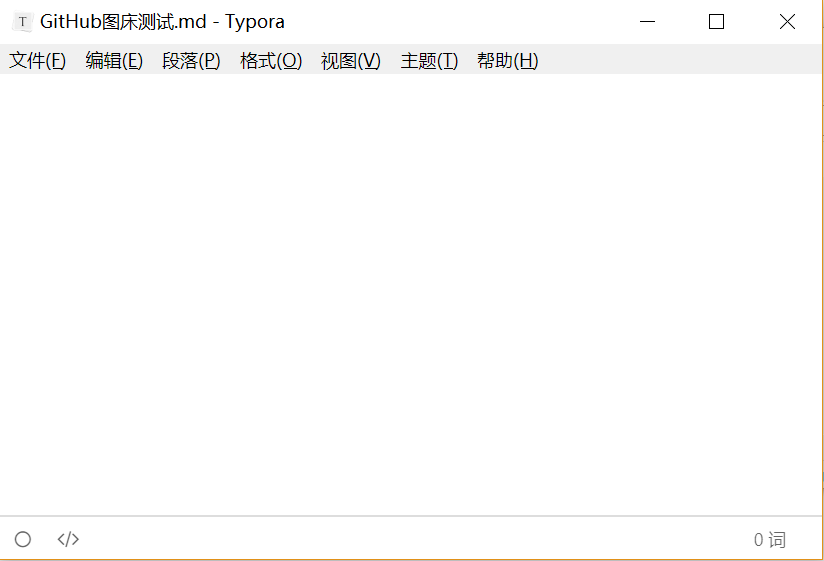 T GitHub图床测试.md - Typora
文件(F) 编辑(E) 段落(P) 格式(O) 视图(V) 主题(T) 帮助(H)
</> 0 词